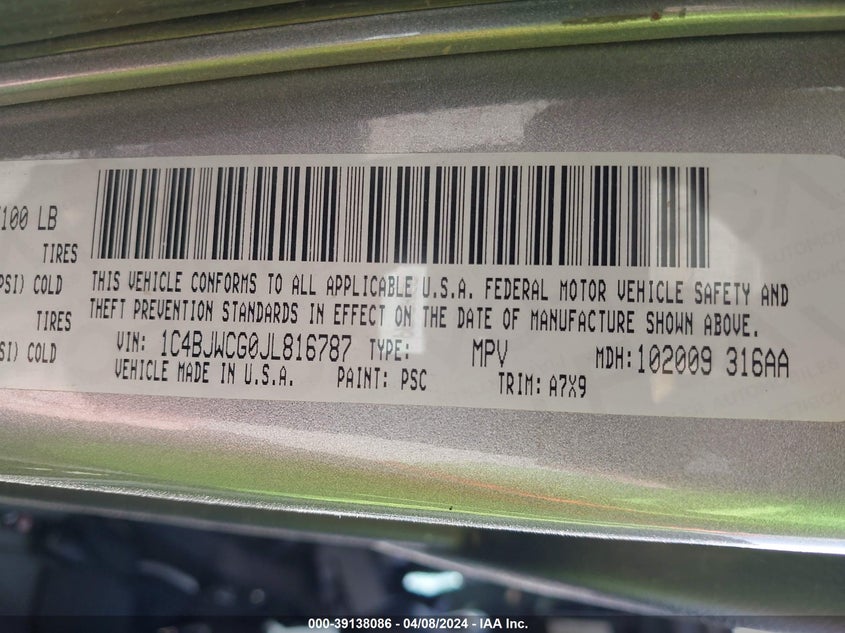 7100 LB
TIRES
PSI) COLD
TIRES
SI) COLD
THIS VEHICLE CONFORMS TO ALL APPLICABLE U.S.A. FEDERAL MOTOR VEHICLE SAFETY AND
THEFT PREVENTION STANDARDS IN EFFECT ON THE DATE OF MANUFACTURE SHOWN ABOVE.
VIN: 1C4BJWCG0JL816787 TYPE: MPV MDH:102009 316AA
VEHICLE MADE IN U.S.A. PAINT: PSC TRIM: A7X9
000-39138086 - 04/08/2024 - IAA Inc.